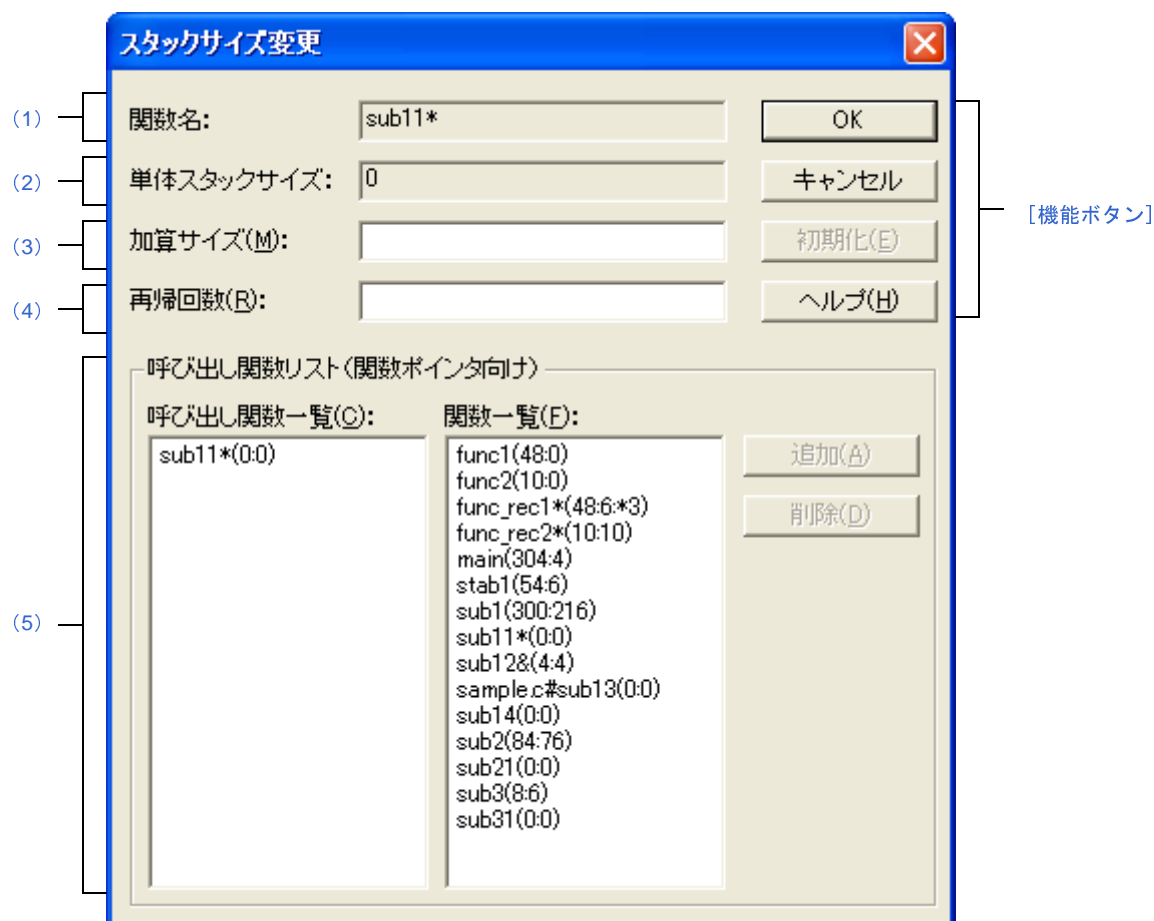 スタックサイズ変更
(1)
関数名:
sub11*
OK
(2)
単体スタックサイズ:
0
キャンセル
[機能ボタン]
(3)
加算サイズ(M):
初期化(E)
(4)
再帰回数(R):
ヘルプ(H)
呼び出し関数リスト(関数ポインタ向け)
呼び出し関数一覧(C):
関数一覧(F):
sub11*(0:0)
追加(A)
削除(D)
func1(48:0)
func2(10:0)
func_rec1*(48:6:*3)
func_rec2*(10:10)
main(304:4)
stab1(54:6)
sub1(300:216)
(5)
sub11*(0:0)
sub12&(4:4)
sample.c#sub13(0:0)
sub14(0:0)
sub2(84:76)
sub21(0:0)
sub3(8:6)
sub31(0:0)